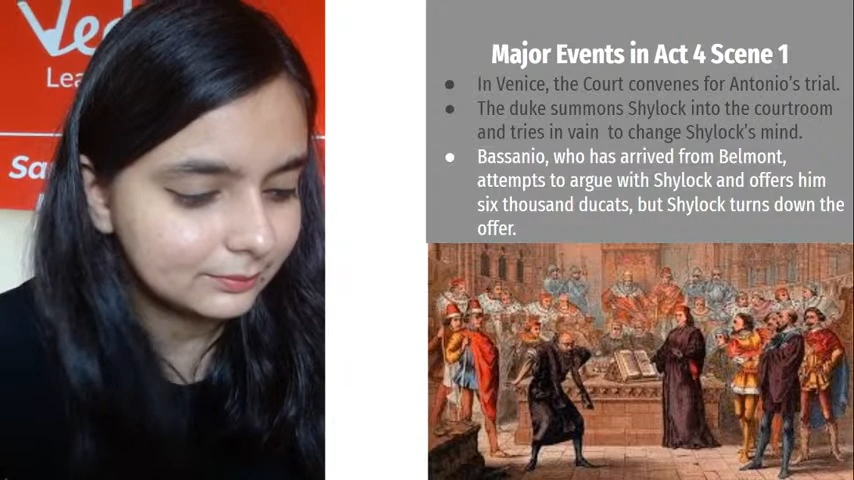 Ved
Lea
Sa
Major Events in Act 4 Scene 1
● In Venice, the Court convenes for Antonio's trial.
● The duke summons Shylock into the courtroom
and tries in vain to change Shylock's mind.
● Bassanio, who has arrived from Belmont,
attempts to argue with Shylock and offers him
six thousand ducats, but Shylock turns down the
offer.